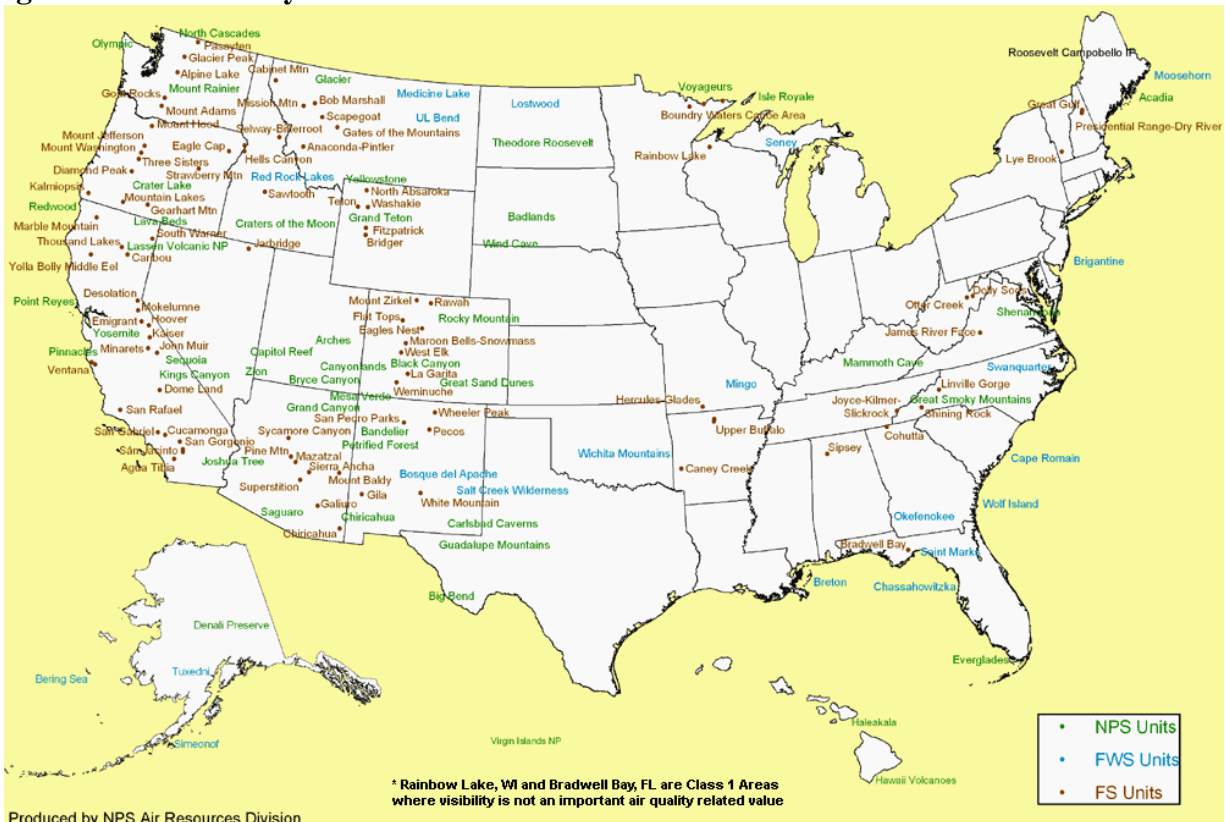 North Cascades
Olympic
Pasayten
Glacier Peak
Alpine Lake
Cabinet Mtn
Glacier
Goat Rocks
Mount Rainier
Mission Mtn
Bob Marshall
Medicine Lake
Lostwood
Mount Adams
Scapegoat
UL Bend
Mount Hood
Selway-Bitterroot
Gates of the Mountains
Mount Jefferson
Mount Washington
Eagle Cap
Anaconda-Pintler
Theodore Roosevelt
Three Sisters
Hells Canyon
Diamond Peak
Strawberry Mtn
Red Rock Lakes
Yellowstone
Kalmiopsis
Crater Lake
Sawtooth
North Absaroka
Mountain Lakes
Teton
Washakie
Redwood
Gearhart Mtn
Grand Teton
Badlands
Marble Mountain
Lava Beds
Craters of the Moon
Fitzpatrick
South Warner
Bridger
Thousand Lakes
Lassen Volcanic NP
Jarbridge
Wind Cave
Caribou
Yolla Bolly Middle Eel
Voyageurs
Isle Royale
Boundry Waters Canoe Area
Rainbow Lake
Seney
Roosevelt Campobello IP
Moosehorn
Acadia
Great Gulf
Presidential Range-Dry River
Lye Brook
Brigantine
Desolation
Point Reyes
Mokelumne
Emigrant
Hoover
Yosemite
Kaiser
Pinnacles
Minarets
John Muir
Ventana
Sequoia
Kings Canyon
Dome Land
San Rafael
San Gabriel
Cucamonga
San Gorgonio
San Jacinto
Agua Tibia
Joshua Tree
Mount Zirkel
Rawah
Flat Tops
Rocky Mountain
Eagles Nest
Arches
Maroon Bells-Snowmass
Capitol Reef
West Elk
Canyonlands
Black Canyon
Zion
La Garita
Bryce Canyon
Great Sand Dunes
Weminuche
Mesa Verde
Grand Canyon
Wheeler Peak
San Pedro Parks
Sycamore Canyon
Bandelier
Pecos
Petrified Forest
Pine Mtn
Mazatzal
Sierra Ancha
Mount Baldy
Bosque del Apache
Superstition
Gila
Salt Creek Wilderness
White Mountain
Galiuro
Saguaro
Chiricahua
Chiricahua
Carlsbad Caverns
Guadalupe Mountains
Big Bend
Wichita Mountains
Hercules-Glades
Mingo
Upper Buffalo
Caney Creek
Dolly Sods
Otter Creek
Shenandoah
James River Face
Mammoth Cave
Swanquarter
Linville Gorge
Joyce-Kilmer-
Slickrock
Great Smoky Mountains
Shining Rock
Cohutta
Sipsey
Cape Romain
Wolf Island
Okefenokee
Bradwell Bay
Saint Marks
Breton
Chassahowitzka
Everglades
Denali Preserve
Tuxedni
Bering Sea
Simeonof
Virgin Islands NP
Haleakala
Hawaii Volcanoes
NPS Units
FWS Units
FS Units
* Rainbow Lake, WI and Bradwell Bay, FL are Class 1 Areas
where visibility is not an important air quality related value
Produced by NPS Air Resources Division